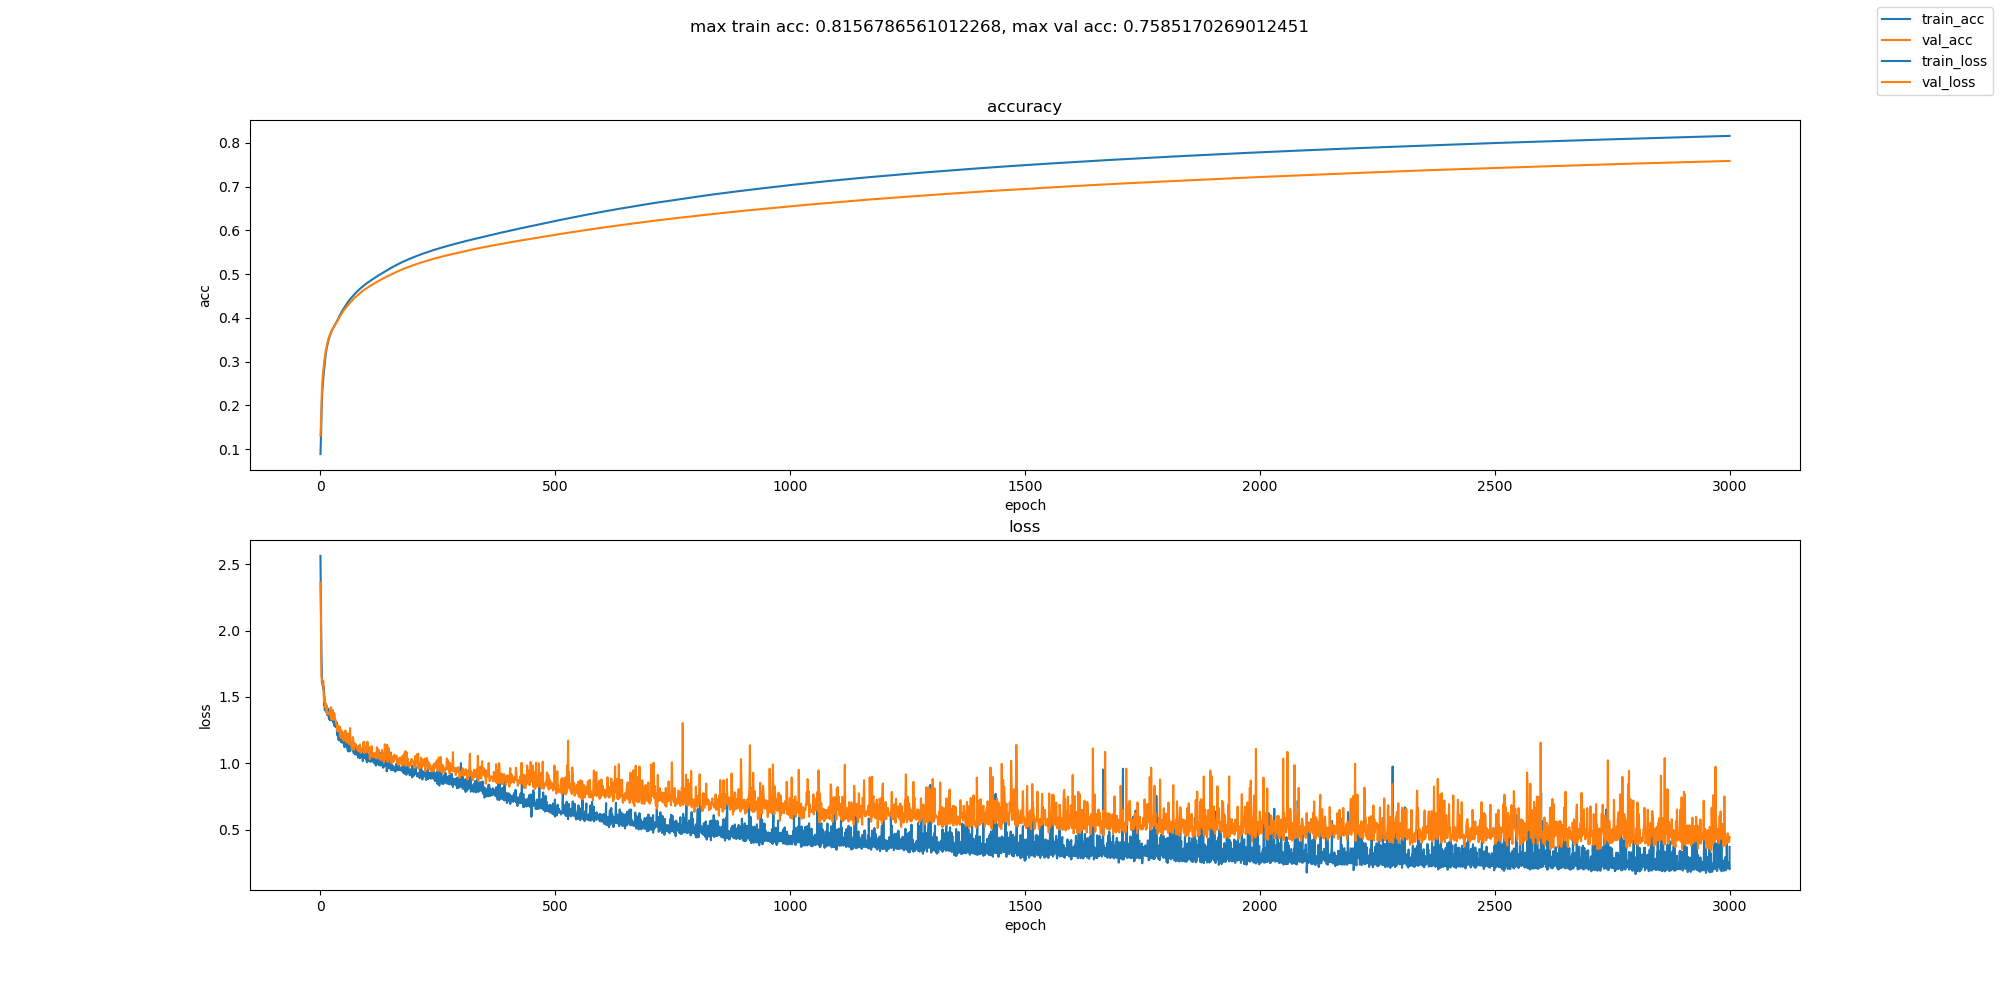 max train acc: 0.8156786561012268, max val acc: 0.7585170269012451
train_acc
val_acc
train_loss
val_loss
accuracy
acc
0.8
0.7
0.6
0.5
0.4
0.3
0.2
0.1
0 500 1000 1500 2000 2500 3000
epoch
loss
loss
2.5
2.0
1.5
1.0
0.5
0 500 1000 1500 2000 2500 3000
epoch